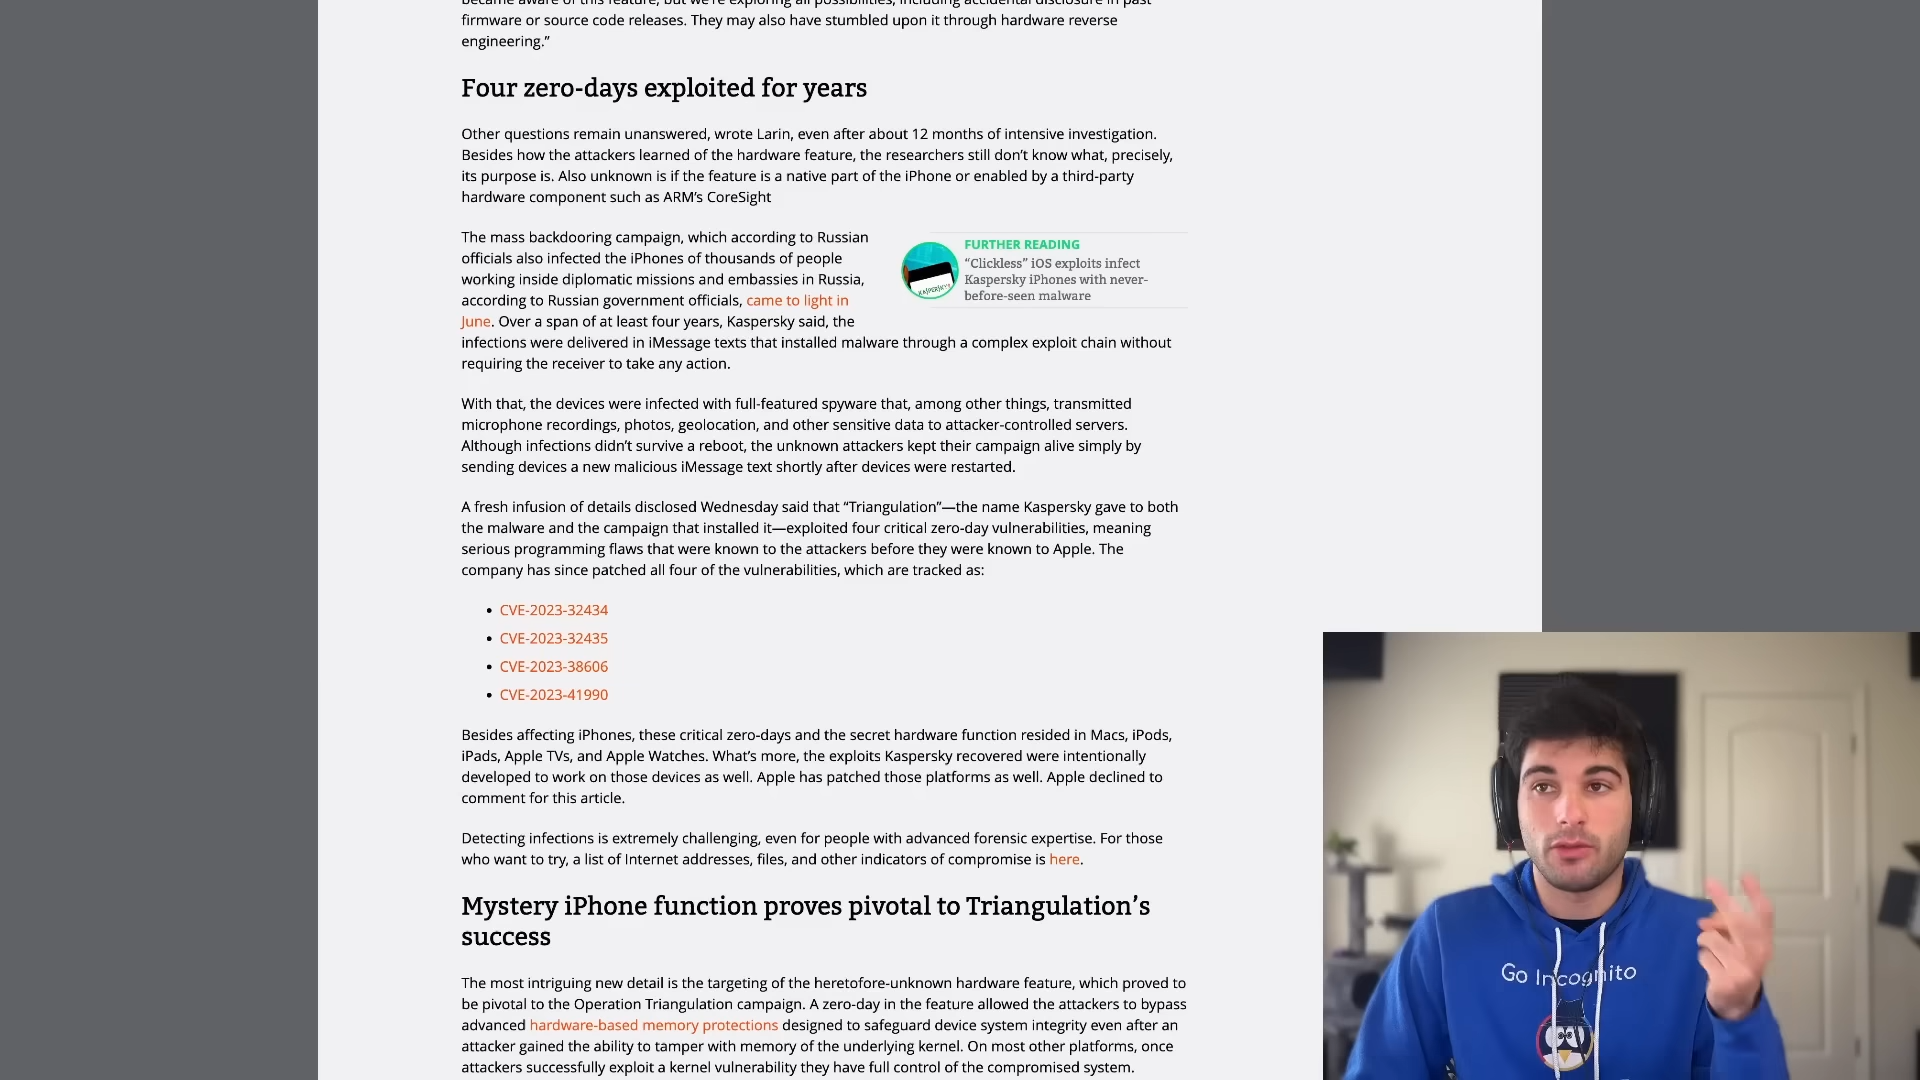 became aware of this feature, but we're exploring all possibilities, including accidental disclosure in past
firmware or source code releases. They may also have stumbled upon it through hardware reverse
engineering.”
Four zero-days exploited for years
Other questions remain unanswered, wrote Larin, even after about 12 months of intensive investigation.
Besides how the attackers learned of the hardware feature, the researchers still don’t know what, precisely,
its purpose is. Also unknown is if the feature is a native part of the iPhone or enabled by a third-party
hardware component such as ARM’s CoreSight
The mass backdooring campaign, which according to Russian
officials also infected the iPhones of thousands of people
working inside diplomatic missions and embassies in Russia,
according to Russian government officials, came to light in
June. Over a span of at least four years, Kaspersky said, the
infections were delivered in iMessage texts that installed malware through a complex exploit chain without
requiring the receiver to take any action.
KASPERSKY
FURTHER READING
“Clickless” iOS exploits infect
Kaspersky iPhones with never-
before-seen malware
With that, the devices were infected with full-featured spyware that, among other things, transmitted
microphone recordings, photos, geolocation, and other sensitive data to attacker-controlled servers.
Although infections didn’t survive a reboot, the unknown attackers kept their campaign alive simply by
sending devices a new malicious iMessage text shortly after devices were restarted.
A fresh infusion of details disclosed Wednesday said that “Triangulation”—the name Kaspersky gave to both
the malware and the campaign that installed it—exploited four critical zero-day vulnerabilities, meaning
serious programming flaws that were known to the attackers before they were known to Apple. The
company has since patched all four of the vulnerabilities, which are tracked as:
• CVE-2023-32434
• CVE-2023-32435
• CVE-2023-38606
• CVE-2023-41990
Besides affecting iPhones, these critical zero-days and the secret hardware function resided in Macs, iPods,
iPads, Apple TVs, and Apple Watches. What’s more, the exploits Kaspersky recovered were intentionally
developed to work on those devices as well. Apple has patched those platforms as well. Apple declined to
comment for this article.
Detecting infections is extremely challenging, even for people with advanced forensic expertise. For those
who want to try, a list of Internet addresses, files, and other indicators of compromise is here.
Mystery iPhone function proves pivotal to Triangulation’s
success
The most intriguing new detail is the targeting of the heretofore-unknown hardware feature, which proved to
be pivotal to the Operation Triangulation campaign. A zero-day in the feature allowed the attackers to bypass
advanced hardware-based memory protections designed to safeguard device system integrity even after an
attacker gained the ability to tamper with memory of the underlying kernel. On most other platforms, once
attackers successfully exploit a kernel vulnerability they have full control of the compromised system.
Go Incognito